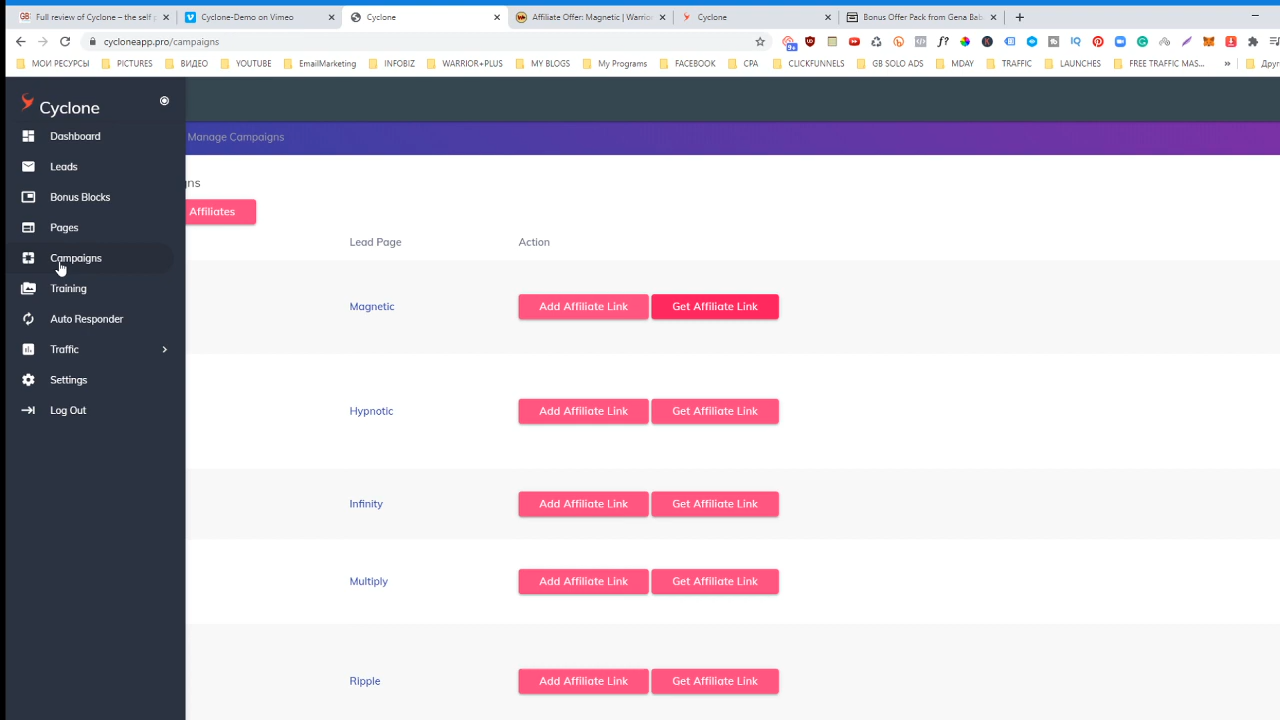 Full review of Cyclone – the self p
Cyclone-Demo on Vimeo
Cyclone
Affiliate Offer: Magnetic | Warrio
Cyclone
Bonus Offer Pack from Gena Bab
cycloneapp.pro/campaigns
9+
МОИ РЕСУРСЫ
PICTURES
ВИДЕО
YOUTUBE
EmailMarketing
INFOBIZ
WARRIOR+PLUS
MY BLOGS
My Programs
FACEBOOK
CPA
CLICKFUNNELS
GB SOLO ADS
MDAY
TRAFFIC
LAUNCHES
FREE TRAFFIC MAS...
Друг
Cyclone
Dashboard
Leads
Bonus Blocks
Pages
Campaigns
Training
Auto Responder
Traffic
Settings
Log Out
Manage Campaigns
gns
Affiliates
Lead Page Action
Magnetic Add Affiliate Link Get Affiliate Link
Hypnotic Add Affiliate Link Get Affiliate Link
Infinity Add Affiliate Link Get Affiliate Link
Multiply Add Affiliate Link Get Affiliate Link
Ripple Add Affiliate Link Get Affiliate Link